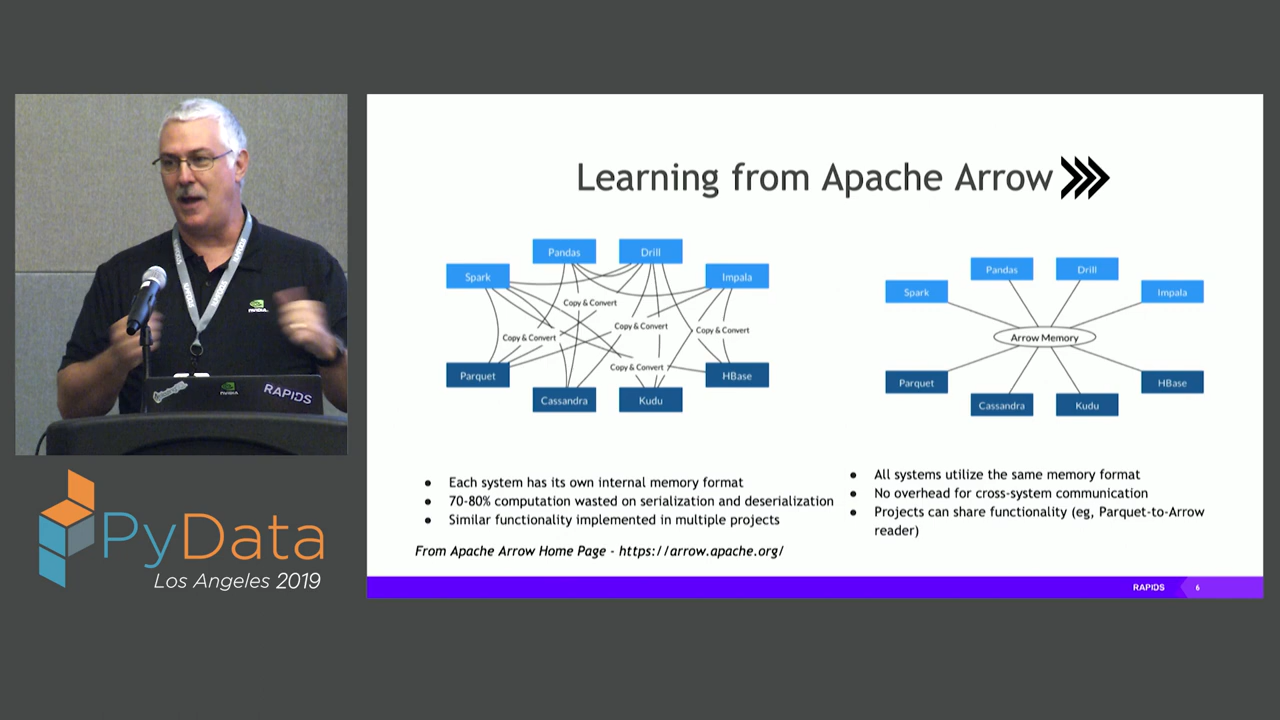 Learning from Apache Arrow
Pandas
Drill
Spark
Impala
Copy & Convert
Copy & Convert
Copy & Convert
Copy & Convert
Copy & Convert
Parquet
HBase
Cassandra
Kudu
Pandas
Drill
Spark
Impala
Arrow Memory
Parquet
HBase
Cassandra
Kudu
● Each system has its own internal memory format
● 70-80% computation wasted on serialization and deserialization
● Similar functionality implemented in multiple projects
From Apache Arrow Home Page - https://arrow.apache.org/
● All systems utilize the same memory format
● No overhead for cross-system communication
● Projects can share functionality (eg, Parquet-to-Arrow
reader)
RAPIDS 6
NVIDIA
RAPIDS
PyData
Los Angeles 2019